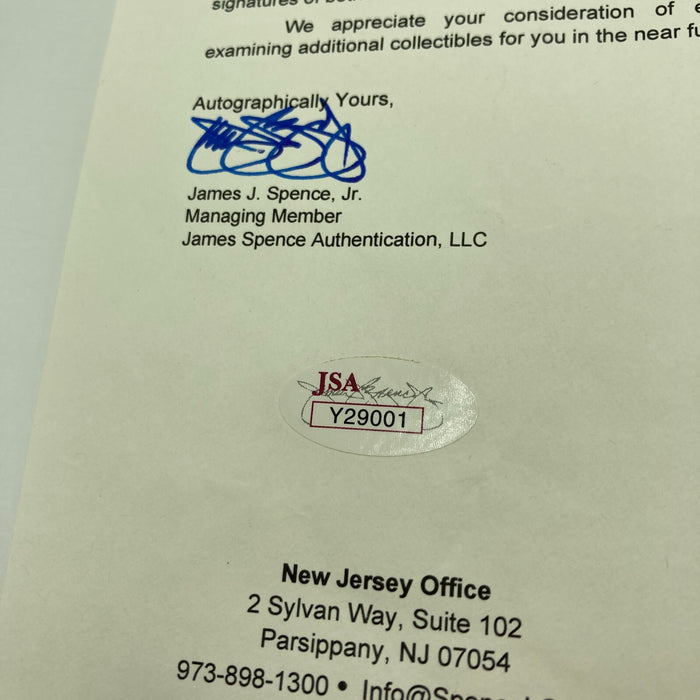 signatures of
We appreciate your consideration of
examining additional collectibles for you in the near
Autographically Yours,
James J. Spence, Jr.
Managing Member
James Spence Authentication, LLC
JSA
Y29001
New Jersey Office
2 Sylvan Way, Suite 102
Parsippany, NJ 07054
973-898-1300 •